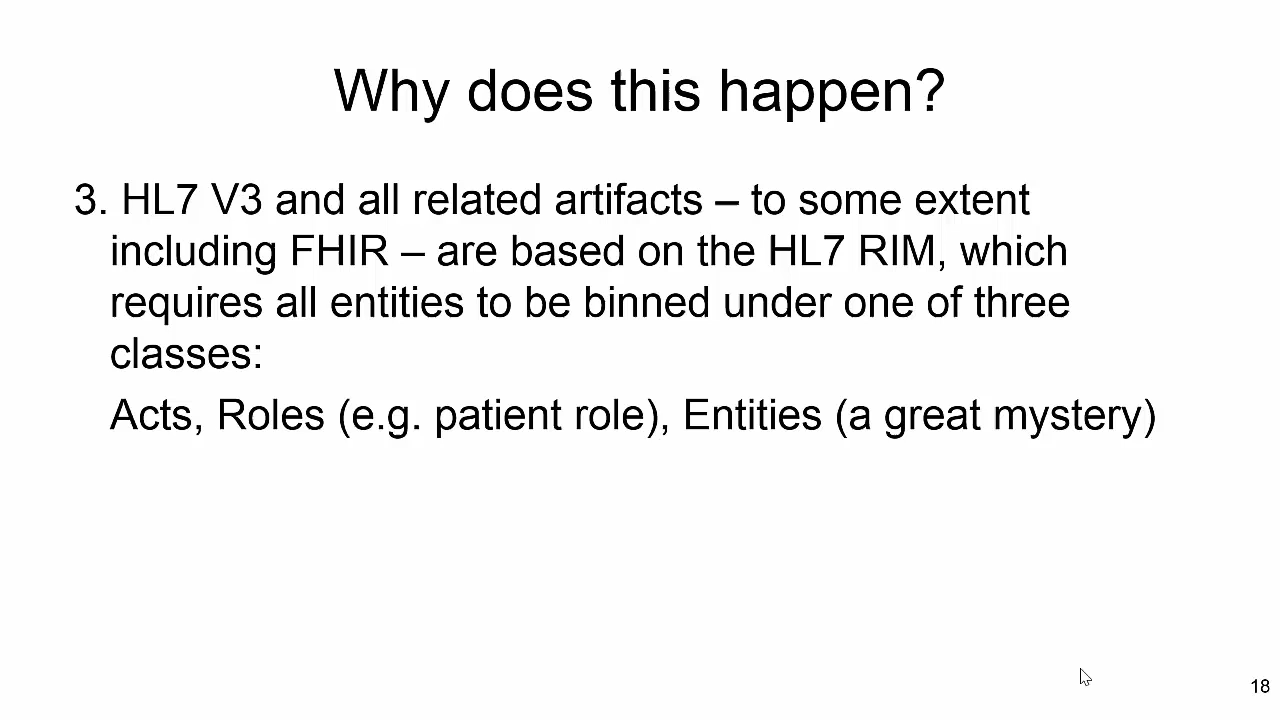 Why does this happen?
3. HL7 V3 and all related artifacts – to some extent
including FHIR – are based on the HL7 RIM, which
requires all entities to be binned under one of three
classes:
Acts, Roles (e.g. patient role), Entities (a great mystery)
18